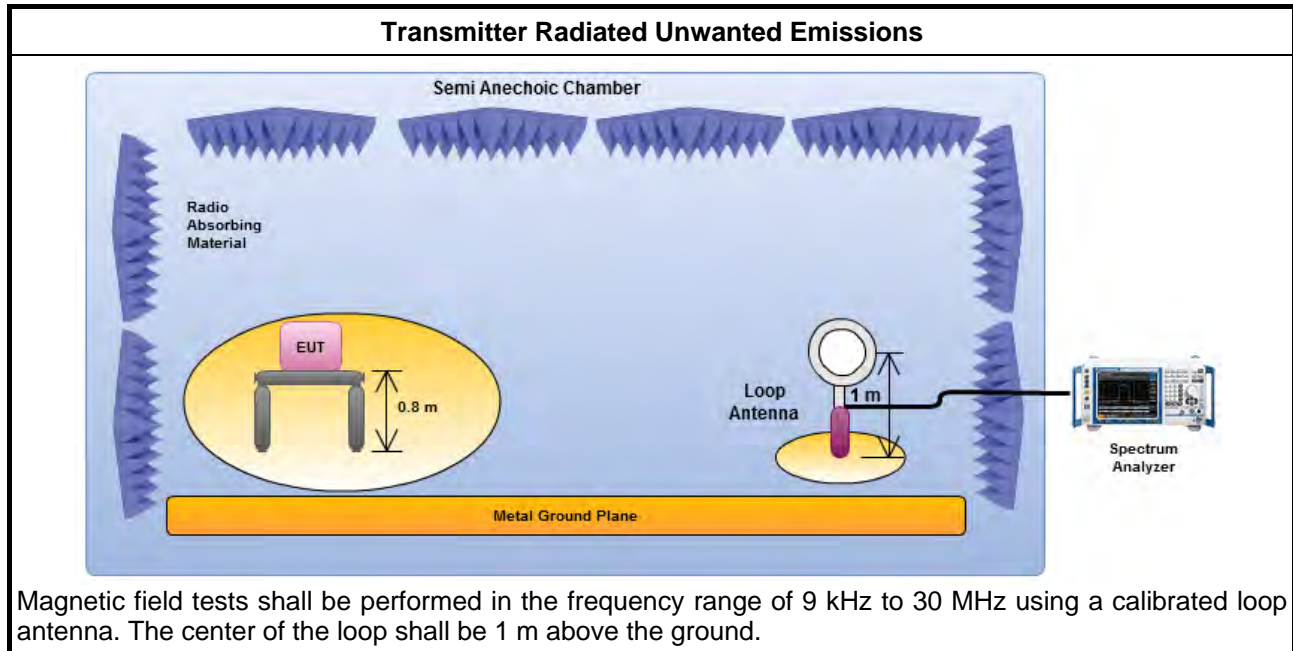 Transmitter Radiated Unwanted Emissions
Semi Anechoic Chamber
Radio
Absorbing
Material
EUT
0.8 m
Loop
Antenna
1 m
Spectrum
Analyzer
Metal Ground Plane
Magnetic field tests shall be performed in the frequency range of 9 kHz to 30 MHz using a calibrated loop
antenna. The center of the loop shall be 1 m above the ground.